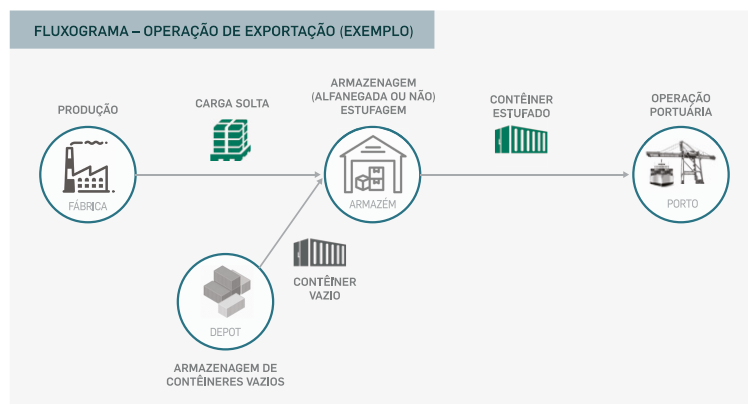 FLUXOGRAMA – OPERAÇÃO DE EXPORTAÇÃO (EXEMPLO)
PRODUÇÃO
FÁBRICA
CARGA SOLTA
ARMAZENAGEM
(ALFANEGADA OU NÃO)
ESTUFAGEM
ARMAZÉM
CONTÊINER
ESTUFADO
OPERAÇÃO
PORTUÁRIA
PORTO
CONTÊINER
VAZIO
DEPOT
ARMAZENAGEM DE
CONTÊINERES VAZIOS